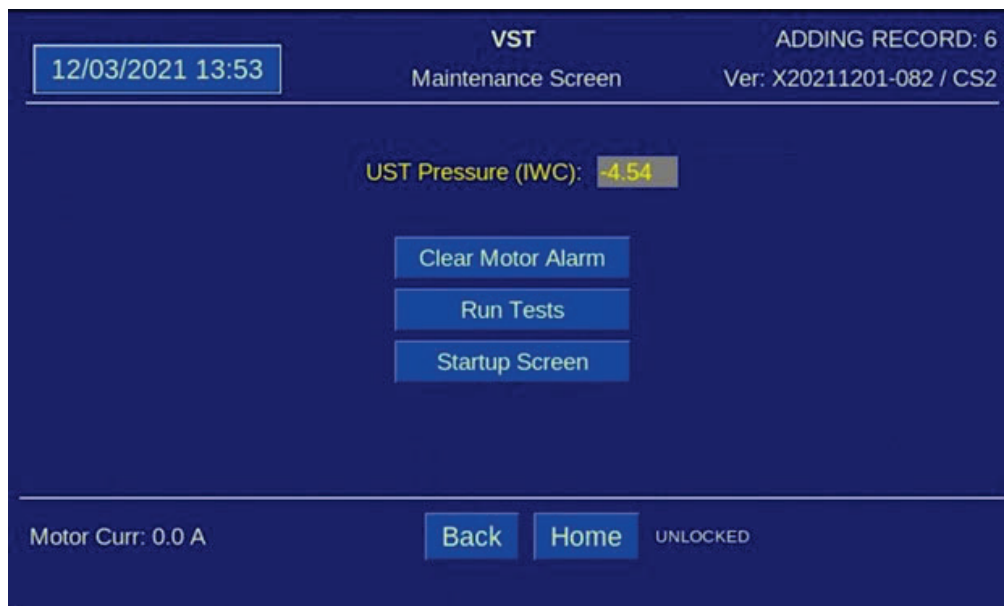 12/03/2021 13:53
VST
Maintenance Screen
ADDING RECORD: 6
Ver: X20211201-082 / CS2
UST Pressure (IWC): -4.54
Clear Motor Alarm
Run Tests
Startup Screen
Motor Curr: 0.0 A
Back
Home
UNLOCKED